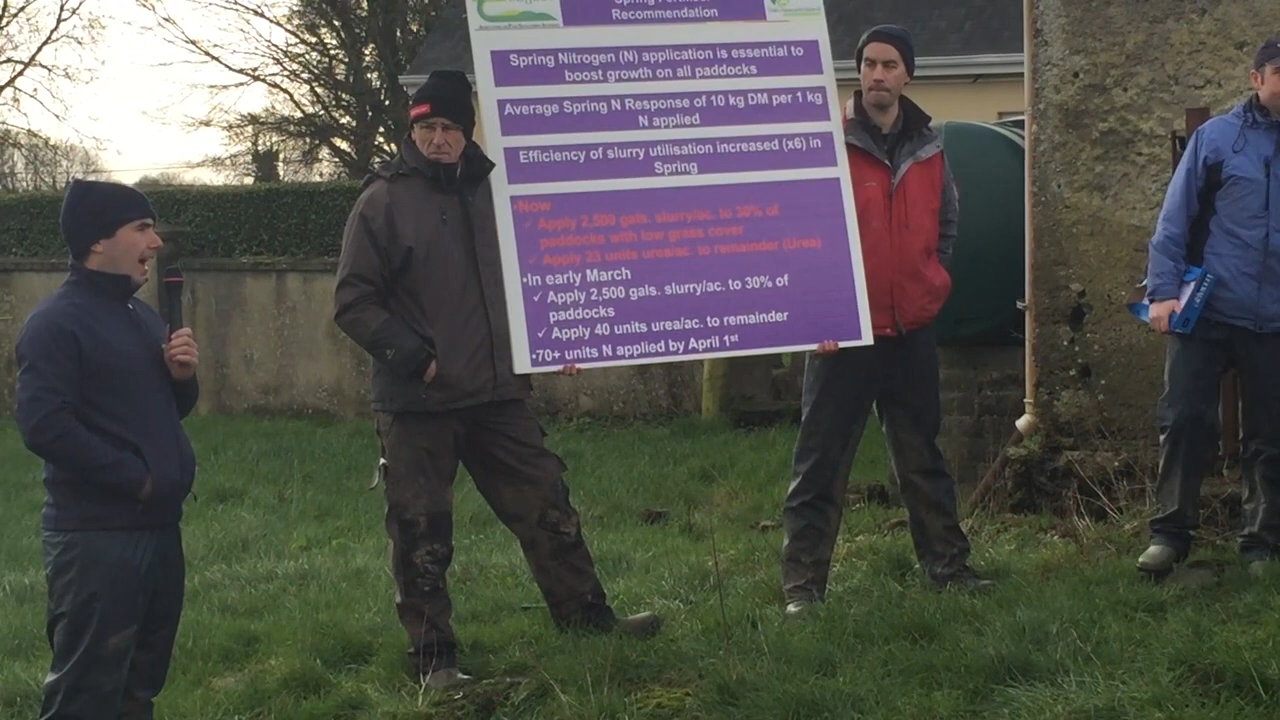 Spring Fertiliser
Recommendation
Spring Nitrogen (N) application is essential to
boost growth on all paddocks
Average Spring N Response of 10 kg DM per 1 kg
N applied
Efficiency of slurry utilisation increased (x6) in
Spring
•Now
✓ Apply 2,500 gals. slurry/ac. to 30% of
paddocks with low grass cover
✓ Apply 23 units urea/ac. to remainder (Urea)
•In early March
✓ Apply 2,500 gals. slurry/ac. to 30% of
paddocks
✓ Apply 40 units urea/ac. to remainder
•70+ units N applied by April 1st